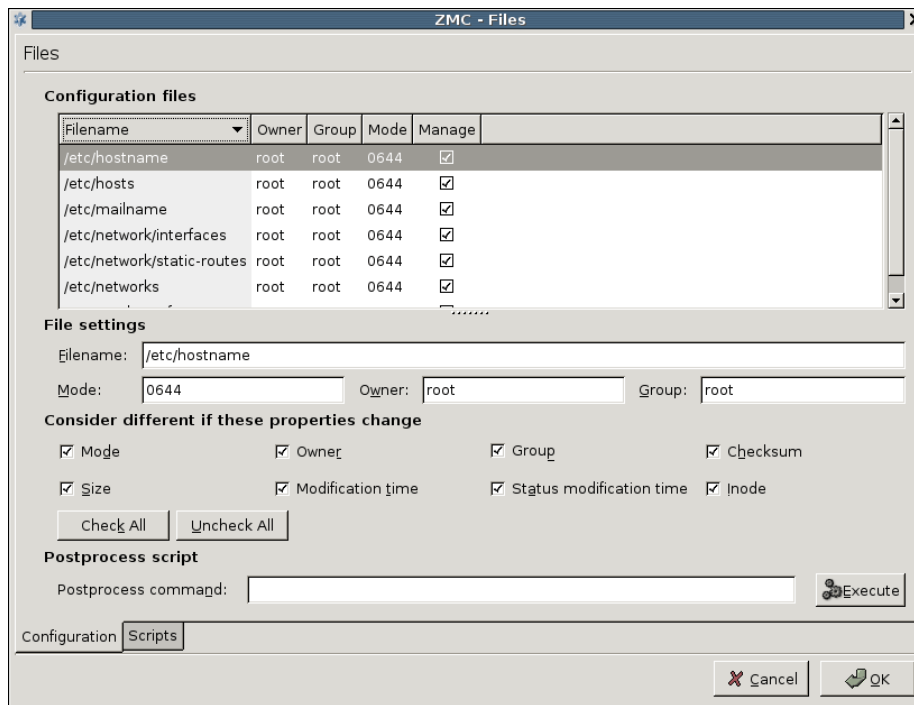 ZMC - Files
Files
Configuration files
Filename Owner Group Mode Manage
/etc/hostname root root 0644
/etc/hosts root root 0644
/etc/mailname root root 0644
/etc/network/interfaces root root 0644
/etc/network/static-routes root root 0644
/etc/networks root root 0644
File settings
Filename: /etc/hostname
Mode: 0644 Owner: root Group: root
Consider different if these properties change
Mode Owner Group Checksum
Size Modification time Status modification time Inode
Check All Uncheck All
Postprocess script
Postprocess command: Execute
Configuration Scripts
Cancel OK